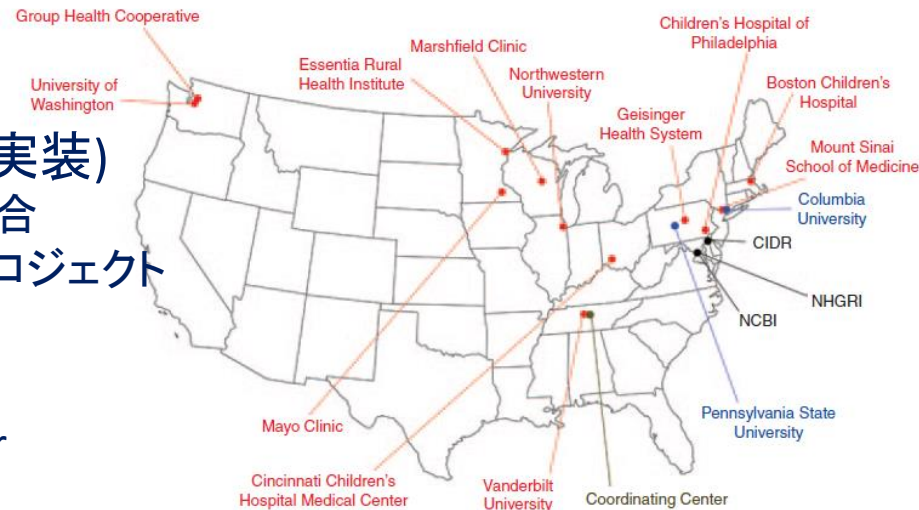 実装)
合
ロジェクト
r
Group Health Cooperative
University of
Washington
Essentia Rural
Health Institute
Marshfield Clinic
Northwestern
University
Children's Hospital of
Philadelphia
Geisinger
Health System
Boston Children's
Hospital
Mount Sinai
School of Medicine
Columbia
University
CIDR
NHGRI
NCBI
Pennsylvania State
University
Mayo Clinic
Cincinnati Children's
Hospital Medical Center
Vanderbilt
University
Coordinating Center